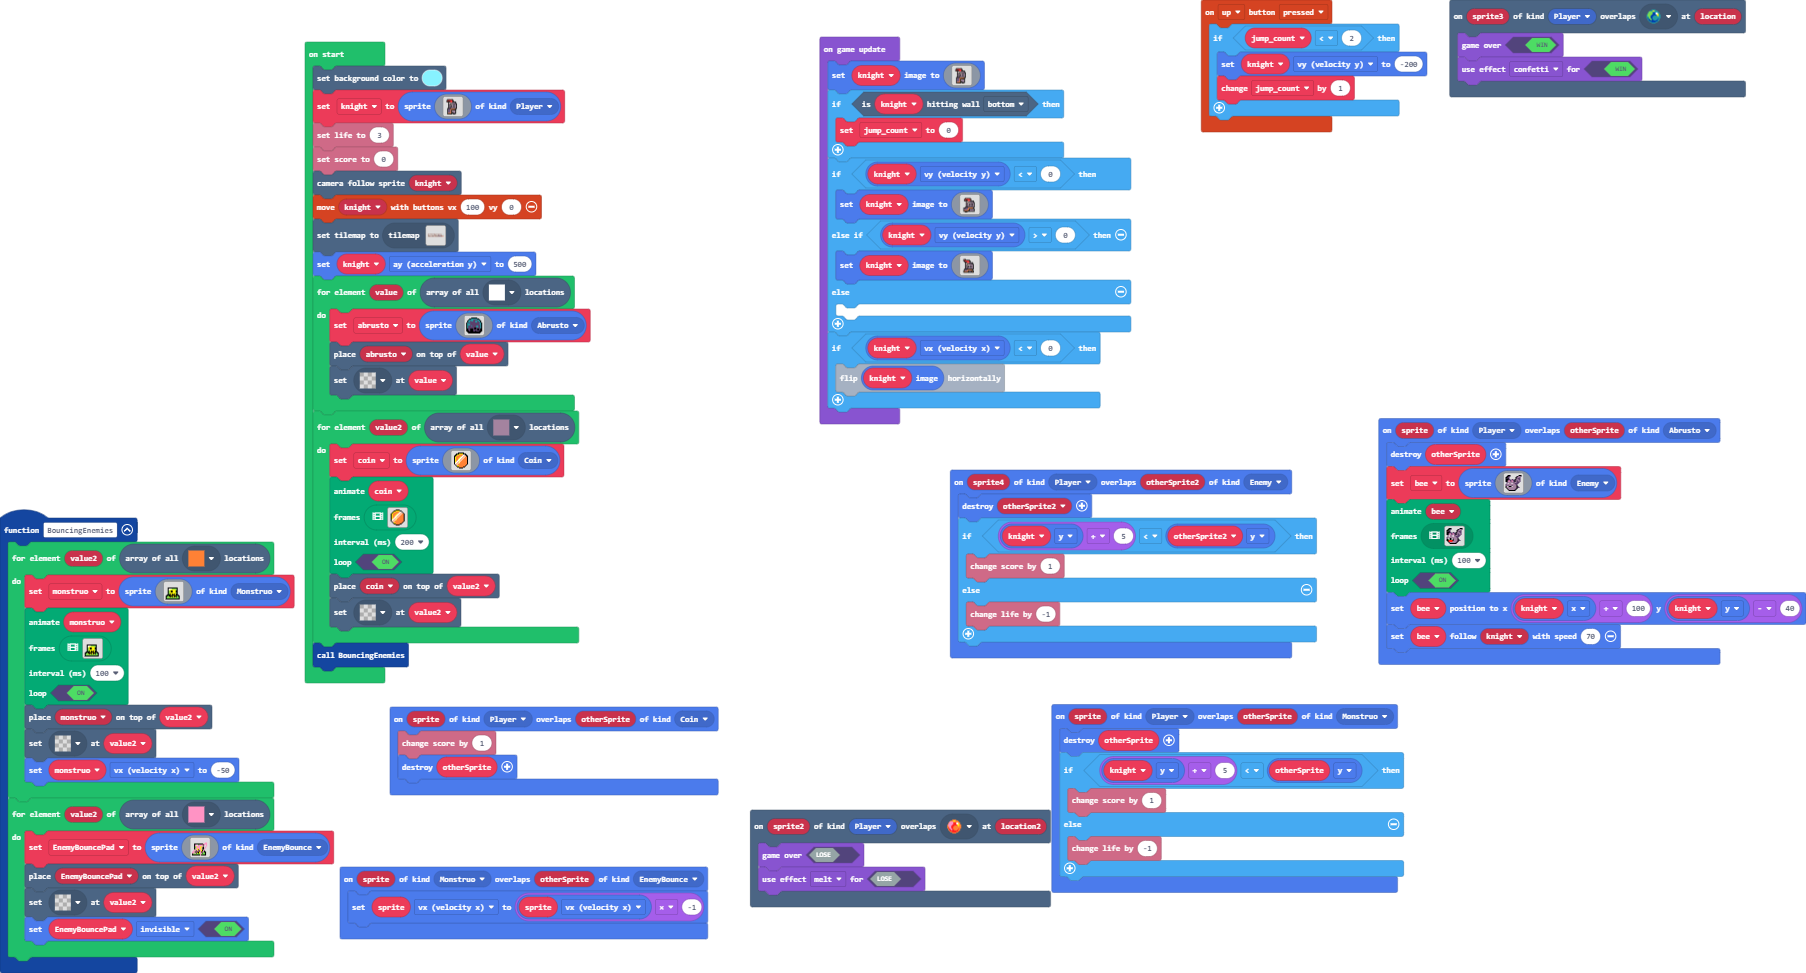 on start
set background color to
set knight to sprite of kind Player
set life to 3
set score to 0
camera follow sprite knight
move knight with buttons vx 100 vy 0
set tilemap to tilemap
set knight ay (acceleration y) to 500
for element value of array of all locations
do
set abrusto to sprite of kind Abrusto
place abrusto on top of value
set at value
for element value2 of array of all locations
do
set coin to sprite of kind Coin
animate coin
frames
interval (ms) 200
loop ON
place coin on top of value2
set at value2
call BouncingEnemies
function BouncingEnemies
for element value2 of array of all locations
do
set monstruo to sprite of kind Monstruo
animate monstruo
frames
interval (ms) 100
loop ON
place monstruo on top of value2
set at value2
set monstruo vx (velocity x) to -50
for element value2 of array of all locations
do
set EnemyBouncePad to sprite of kind EnemyBounce
place EnemyBouncePad on top of value2
set at value2
set EnemyBouncePad invisible ON
on sprite of kind Player overlaps otherSprite of kind Coin
change score by 1
destroy otherSprite
on sprite of kind Monstruo overlaps otherSprite of kind EnemyBounce
set sprite vx (velocity x) to sprite vx (velocity x) × -1
on game update
set knight image to
if is knight hitting wall bottom then
set jump_count to 0
if knight vy (velocity y) < 0 then
set knight image to
else if knight vy (velocity y) > 0 then
set knight image to
else
if knight vx (velocity x) < 0 then
flip knight image horizontally
on up button pressed
if jump_count < 2 then
set knight vy (velocity y) to -200
change jump_count by 1
on sprite3 of kind Player overlaps at location
game over WIN
use effect confetti for WIN
on sprite4 of kind Player overlaps otherSprite2 of kind Enemy
destroy otherSprite2
if knight y + 5 < otherSprite2 y then
change score by 1
else
change life by -1
on sprite of kind Player overlaps otherSprite of kind Abrusto
destroy otherSprite
set bee to sprite of kind Enemy
animate bee
frames
interval (ms) 100
loop ON
set bee position to x knight x + 100 y knight y - 40
set bee follow knight with speed 70
on sprite of kind Player overlaps otherSprite of kind Monstruo
destroy otherSprite
if knight y + 5 < otherSprite y then
change score by 1
else
change life by -1
on sprite2 of kind Player overlaps at location2
game over LOSE
use effect melt for LOSE